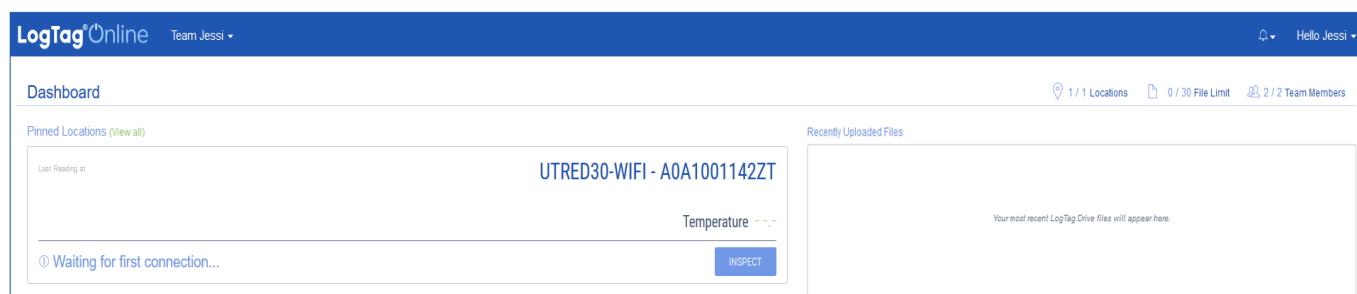 LogTag® Online Team Jessi Hello Jessi
Dashboard 1 / 1 Locations 0 / 30 File Limit 2 / 2 Team Members
Pinned Locations (View all) Recently Uploaded Files
Last Reading at UTRED30-WIFI - A0A1001142ZT
Your most recent LogTag Drive files will appear here.
Temperature --.-
Waiting for first connection... INSPECT